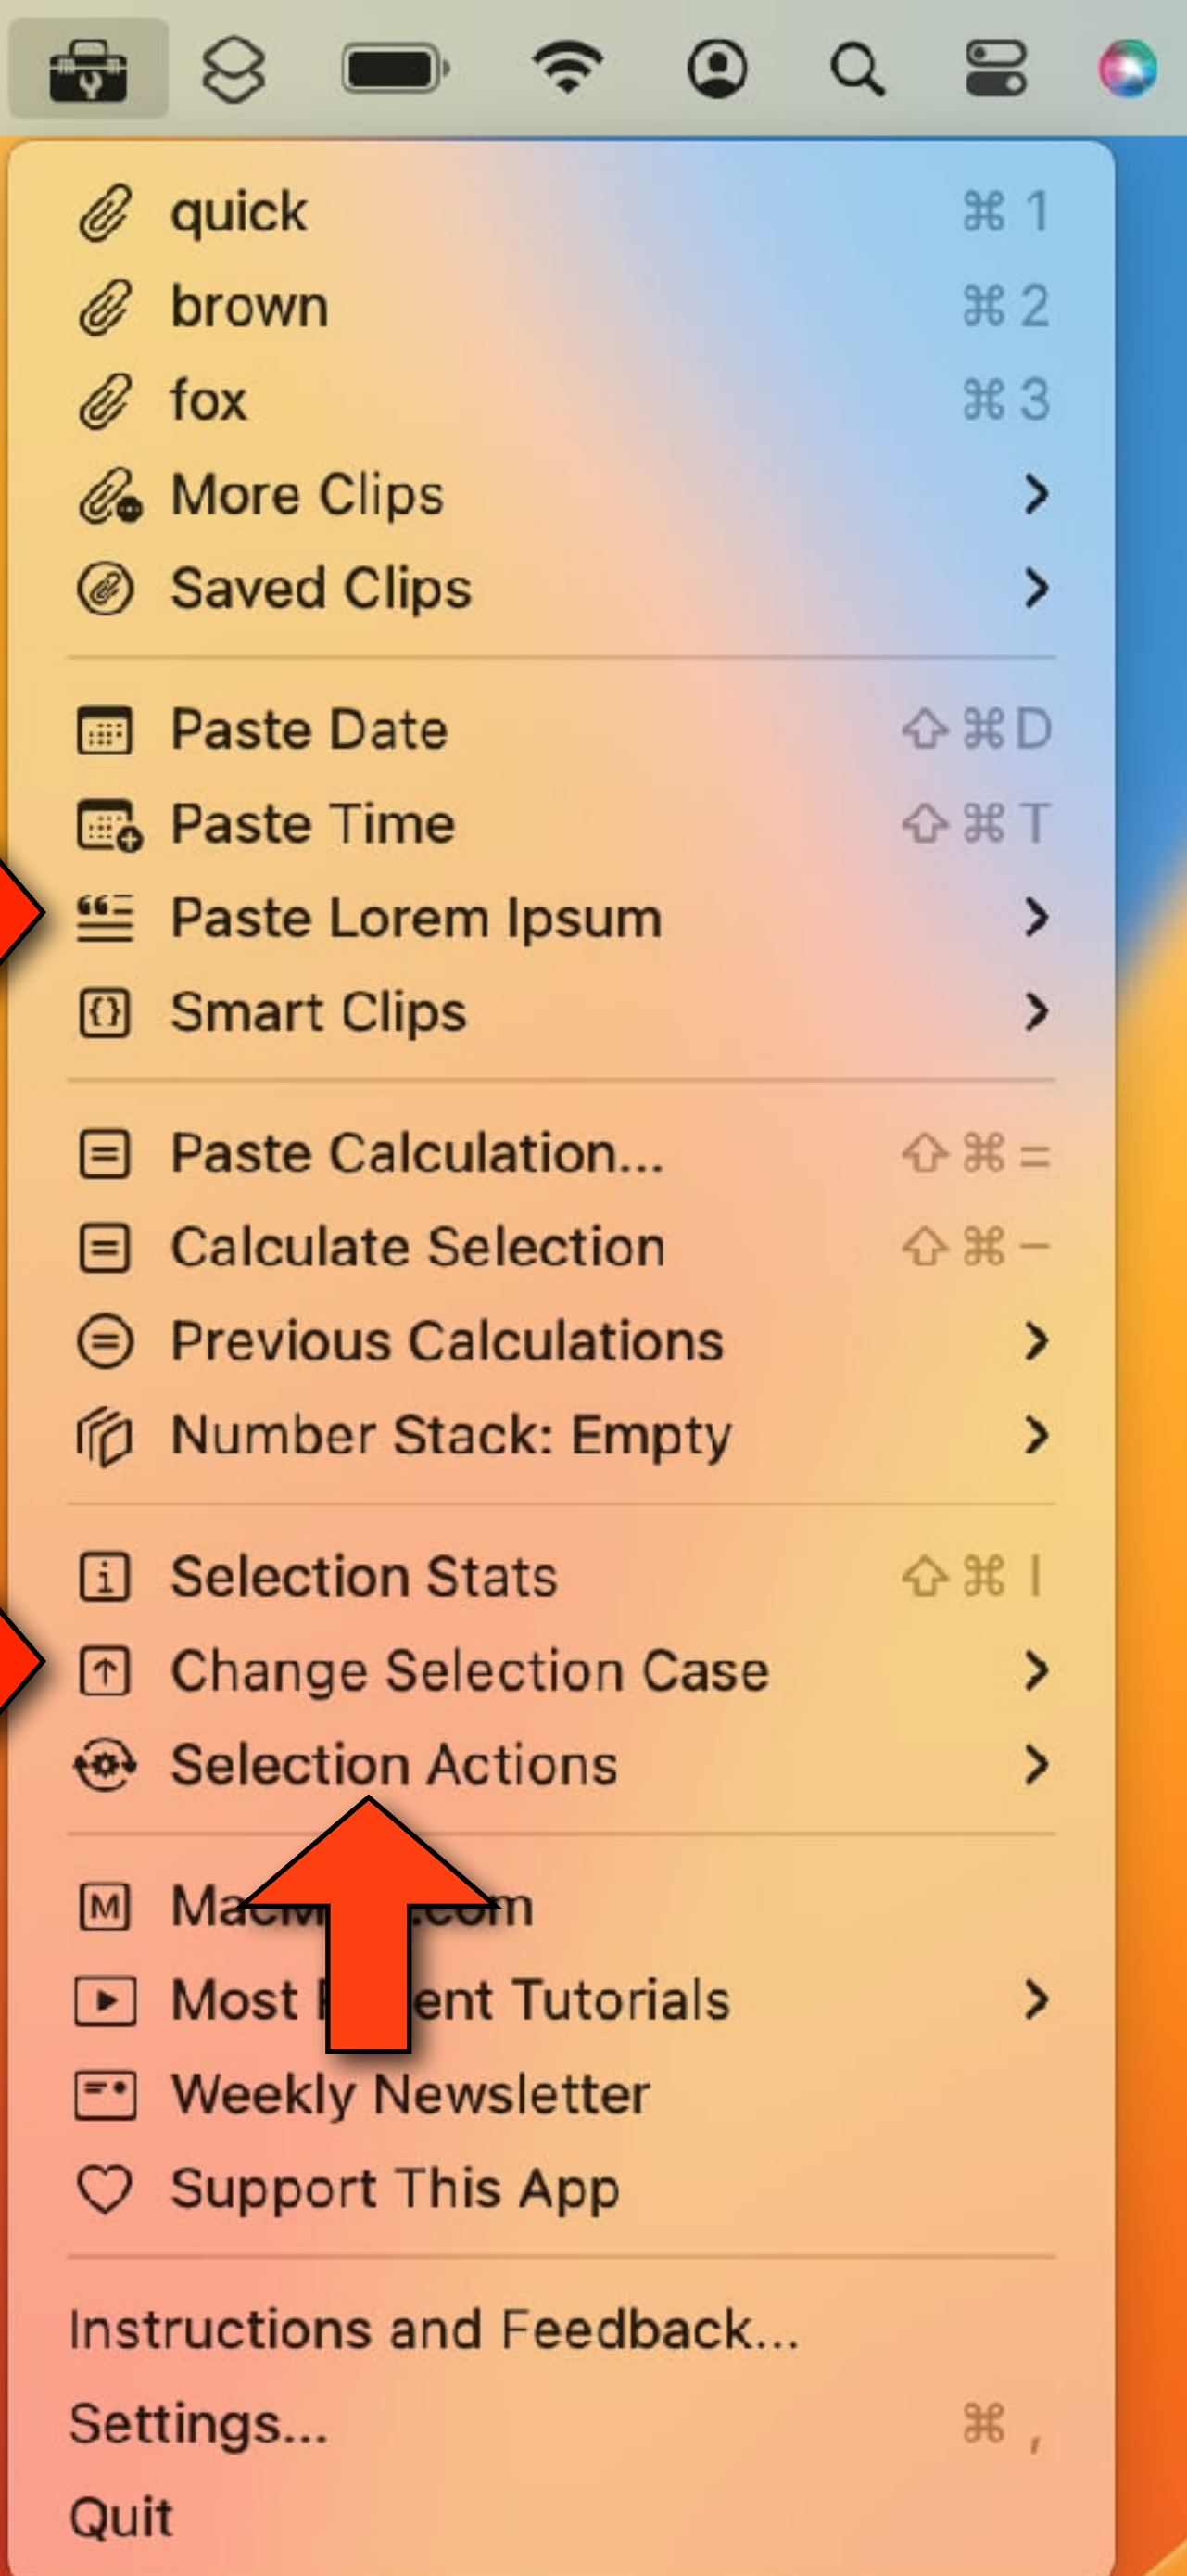 quick ⌘ 1
brown ⌘ 2
fox ⌘ 3
More Clips
Saved Clips
Paste Date ⇧ ⌘ D
Paste Time ⇧ ⌘ T
Paste Lorem Ipsum
Smart Clips
Paste Calculation... ⇧ ⌘ =
Calculate Selection ⇧ ⌘ −
Previous Calculations
Number Stack: Empty
Selection Stats ⇧ ⌘ I
Change Selection Case
Selection Actions
Most Tutorials
Weekly Newsletter
Support This App
Instructions and Feedback...
Settings... ⌘ ,
Quit